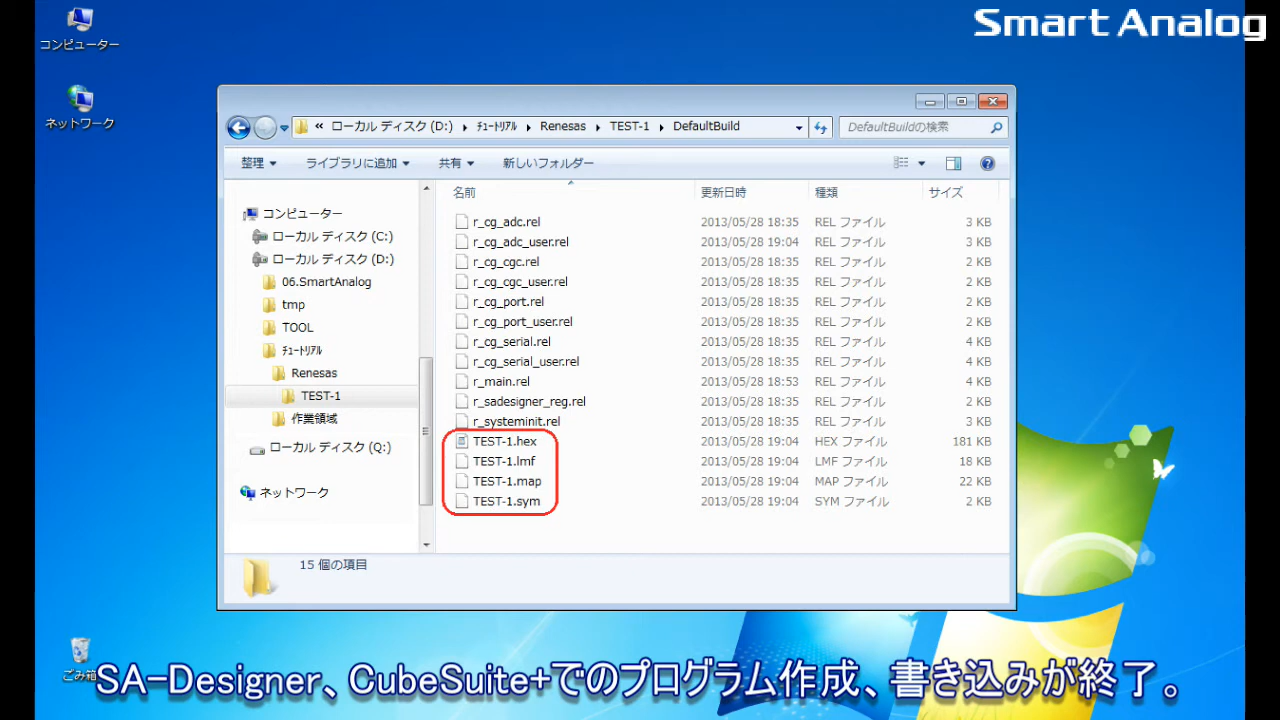 Smart Analog
コンピューター
ネットワーク
« ローカル ディスク (D:) ▸ ﾁｭｰﾄﾘｱﾙ ▸ Renesas ▸ TEST-1 ▸ DefaultBuild
DefaultBuildの検索
整理 ライブラリに追加 共有 新しいフォルダー
コンピューター
ローカル ディスク (C:)
ローカル ディスク (D:)
06.SmartAnalog
tmp
TOOL
ﾁｭｰﾄﾘｱﾙ
Renesas
TEST-1
作業領域
ローカル ディスク (Q:)
ネットワーク
名前 更新日時 種類 サイズ
r_cg_adc.rel 2013/05/28 18:35 REL ファイル 3 KB
r_cg_adc_user.rel 2013/05/28 19:04 REL ファイル 3 KB
r_cg_cgc.rel 2013/05/28 18:35 REL ファイル 2 KB
r_cg_cgc_user.rel 2013/05/28 18:35 REL ファイル 2 KB
r_cg_port.rel 2013/05/28 18:35 REL ファイル 2 KB
r_cg_port_user.rel 2013/05/28 18:35 REL ファイル 2 KB
r_cg_serial.rel 2013/05/28 18:35 REL ファイル 4 KB
r_cg_serial_user.rel 2013/05/28 18:35 REL ファイル 4 KB
r_main.rel 2013/05/28 18:53 REL ファイル 4 KB
r_sadesigner_reg.rel 2013/05/28 18:35 REL ファイル 2 KB
r_systeminit.rel 2013/05/28 18:35 REL ファイル 2 KB
TEST-1.hex 2013/05/28 19:04 HEX ファイル 181 KB
TEST-1.lmf 2013/05/28 19:04 LMF ファイル 18 KB
TEST-1.map 2013/05/28 19:04 MAP ファイル 22 KB
TEST-1.sym 2013/05/28 19:04 SYM ファイル 2 KB
15 個の項目
ごみ箱
SA-Designer、CubeSuite+でのプログラム作成、書き込みが終了。